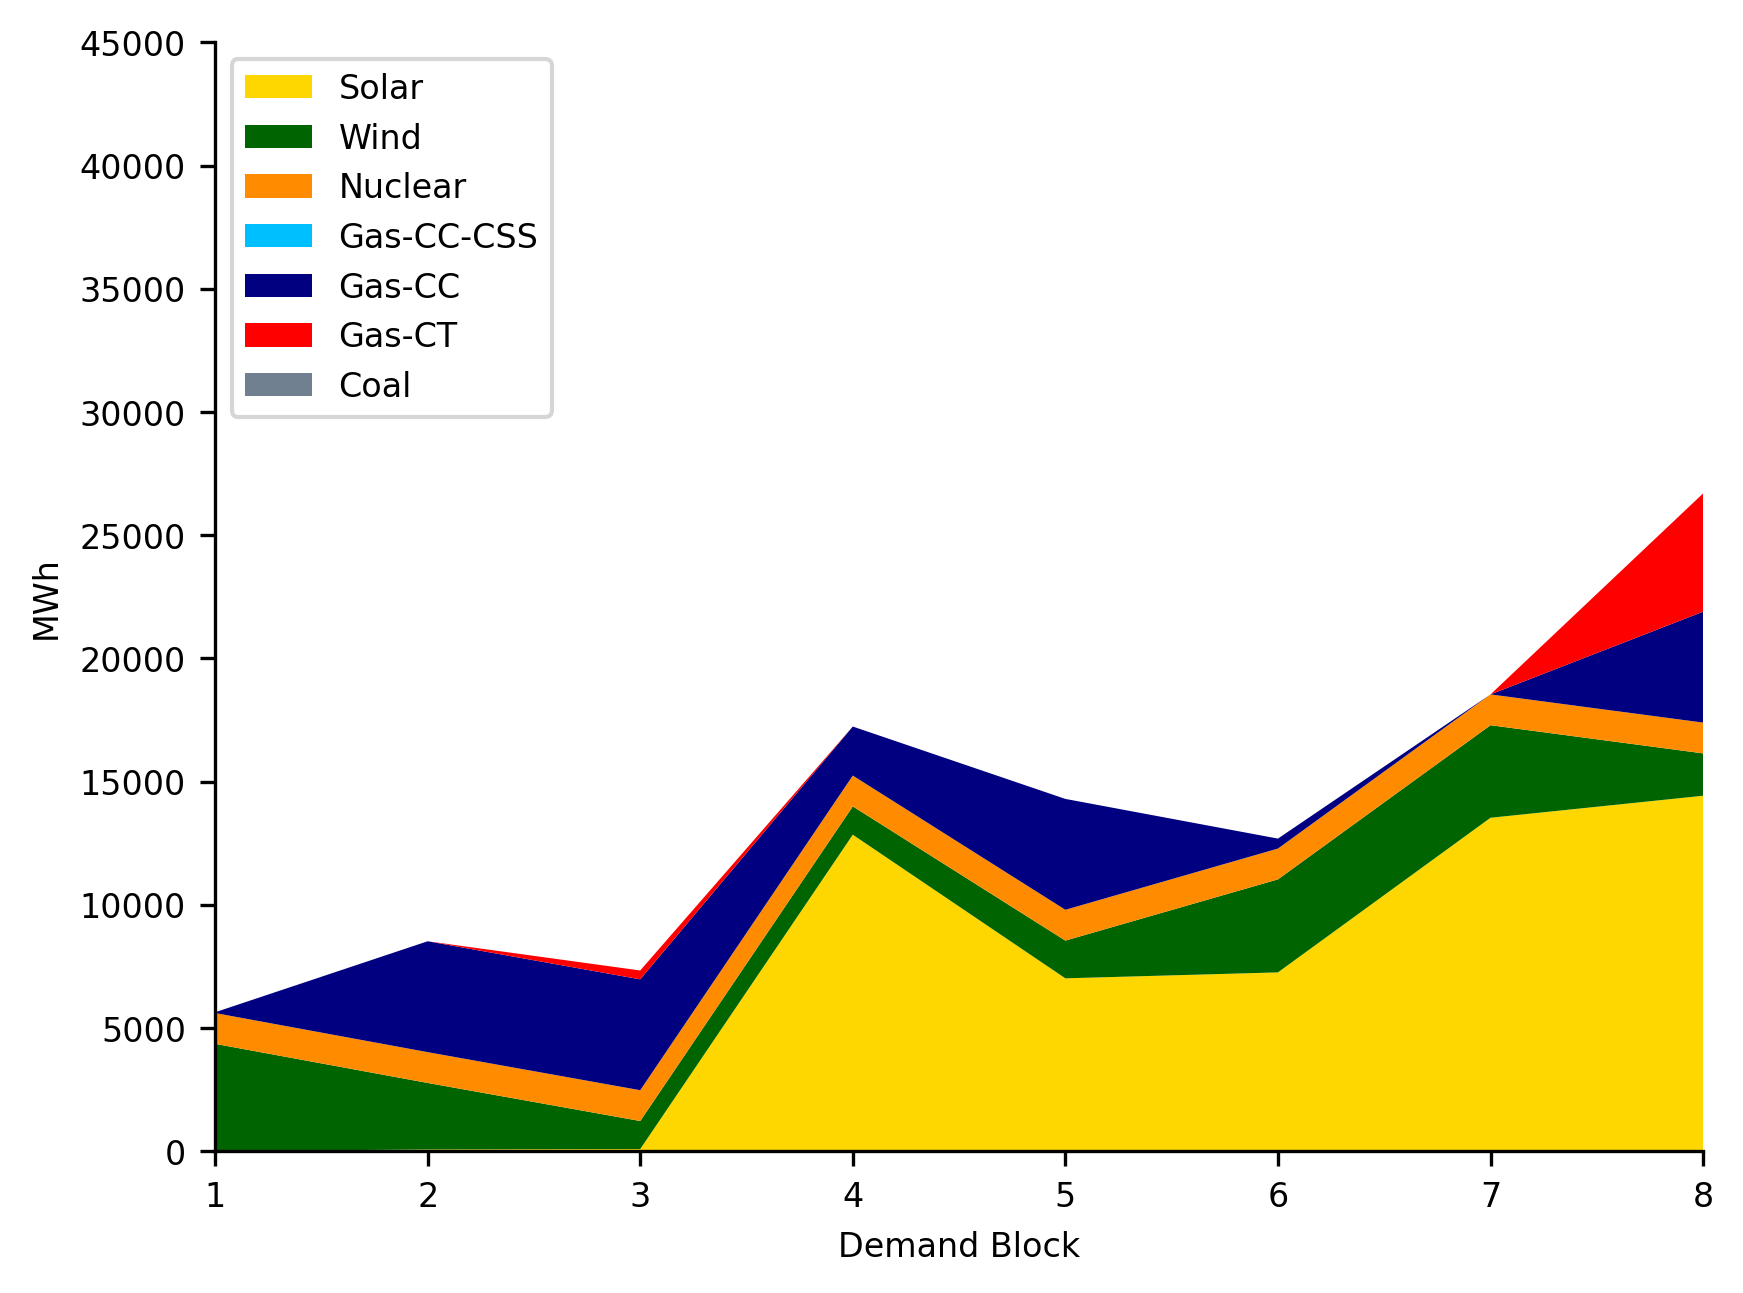 45000
40000
35000
30000
25000
20000
15000
10000
5000
0
MWh
Solar
Wind
Nuclear
Gas-CC-CSS
Gas-CC
Gas-CT
Coal
1 2 3 4 5 6 7 8
Demand Block